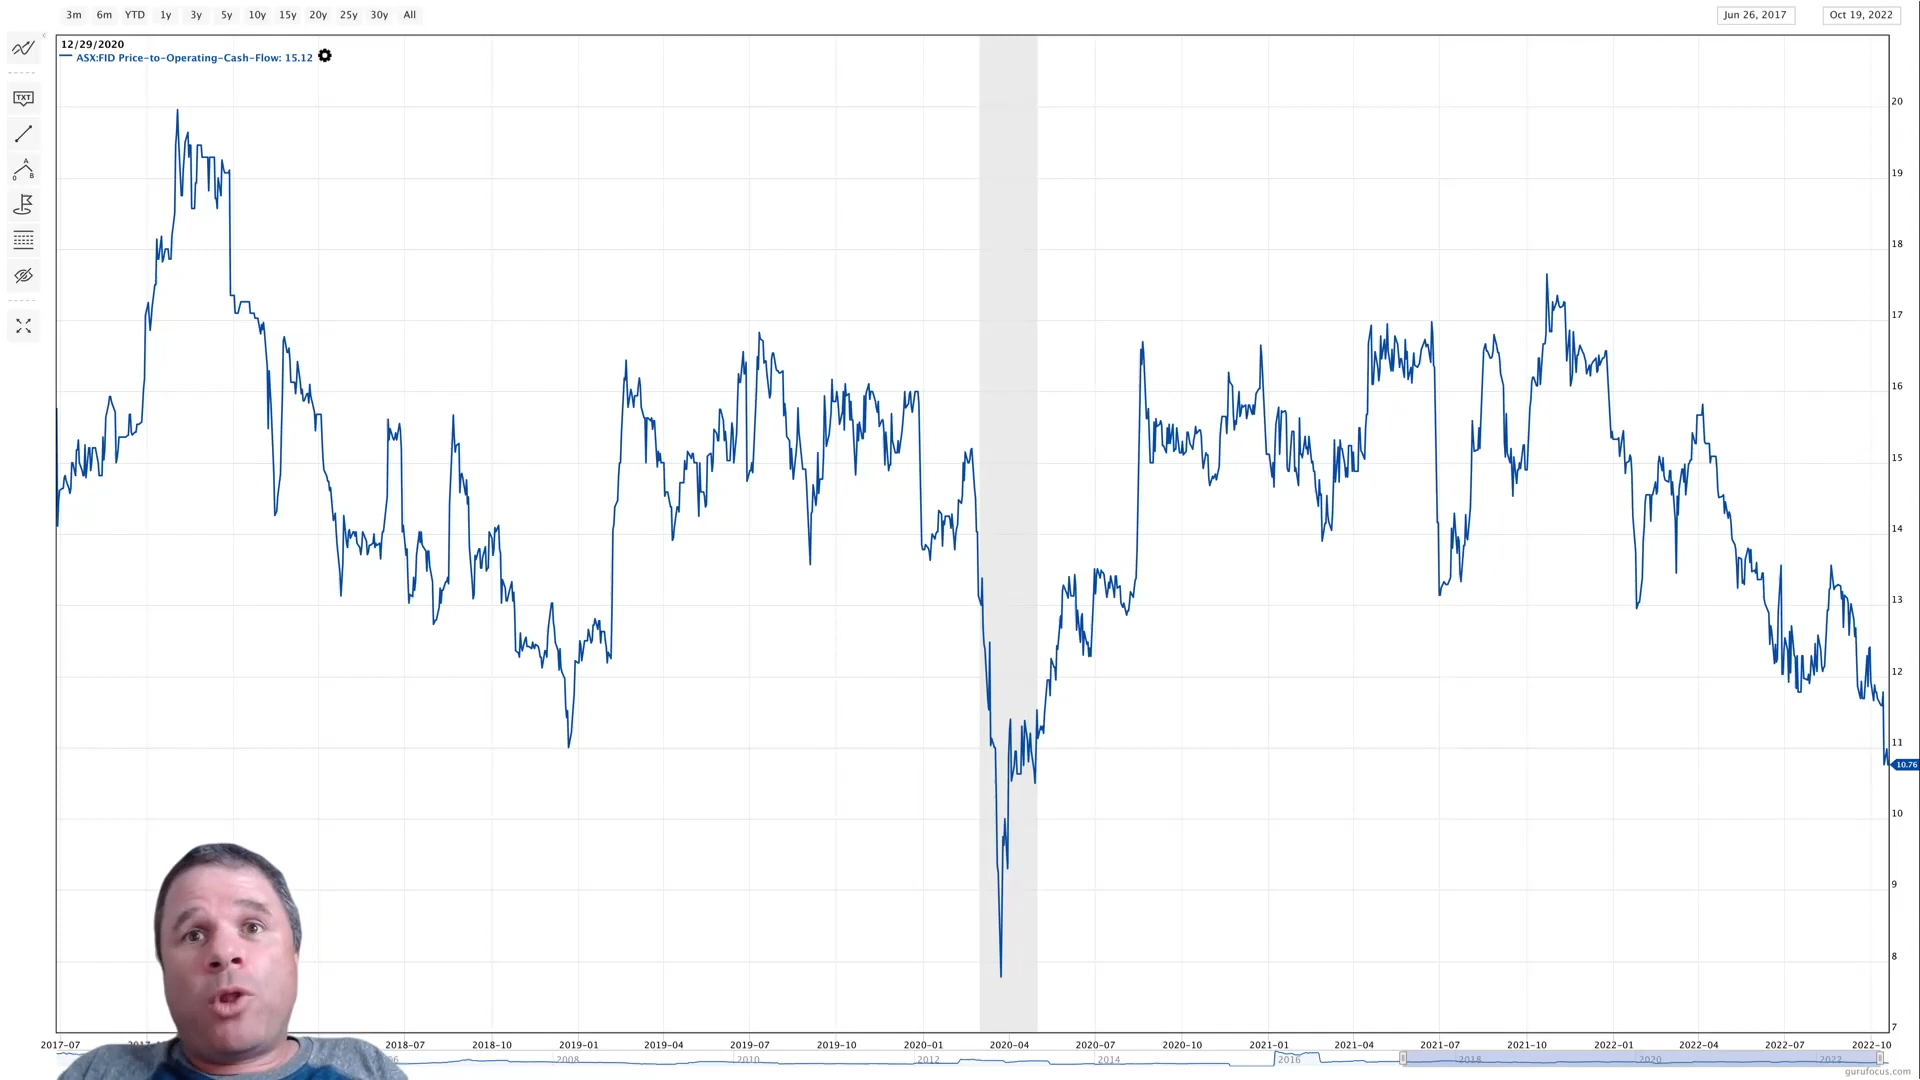 3m 6m YTD 1y 3y 5y 10y 15y 20y 25y 30y All
Jun 26, 2017 Oct 19, 2022
12/29/2020
ASX:FID Price-to-Operating-Cash-Flow: 15.12
TXT
A
0 B
20
19
18
17
16
15
14
13
12
11
10.76
10
9
8
7
2017-07 2018-07 2018-10 2019-01 2019-04 2019-07 2019-10 2020-01 2020-04 2020-07 2020-10 2021-01 2021-04 2021-07 2021-10 2022-01 2022-04 2022-07 2022-10
2008 2010 2012 2014 2016 2018 2020 2022
gurufocus.com